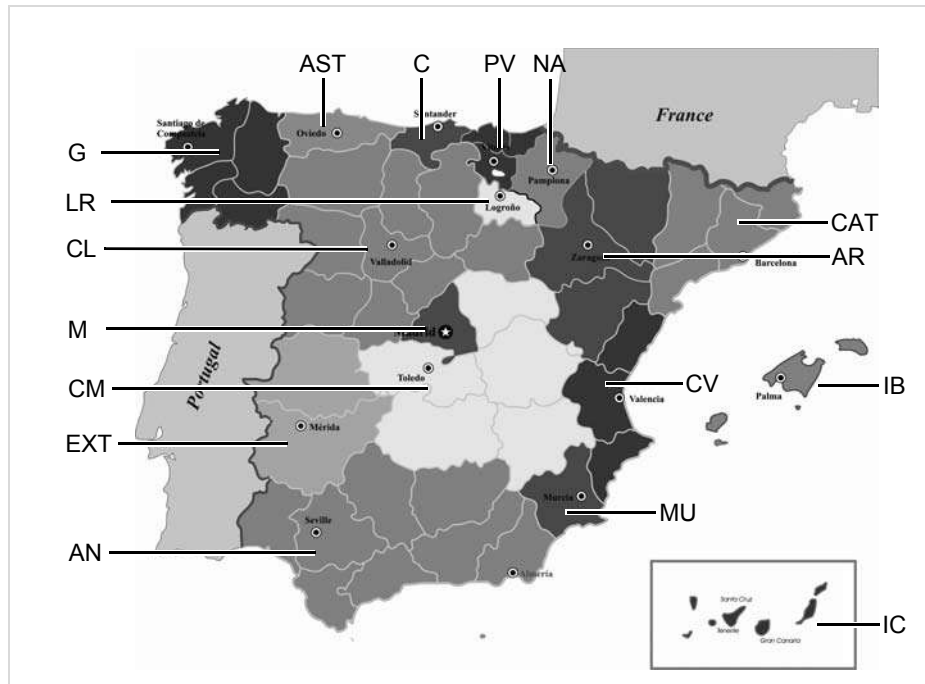 AST
C
PV
NA
Santander
France
Santiago de
Compostela
Oviedo
G
Pamplona
LR
Logroño
CAT
CL
Valladolid
AR
Barcelona
M
Madrid
Portugal
Toledo
CM
CV
Valencia
Palma
IB
EXT
Mérida
Murcia
MU
Seville
AN
Almería
Santa Cruz
Tenerife
Gran Canaria
IC